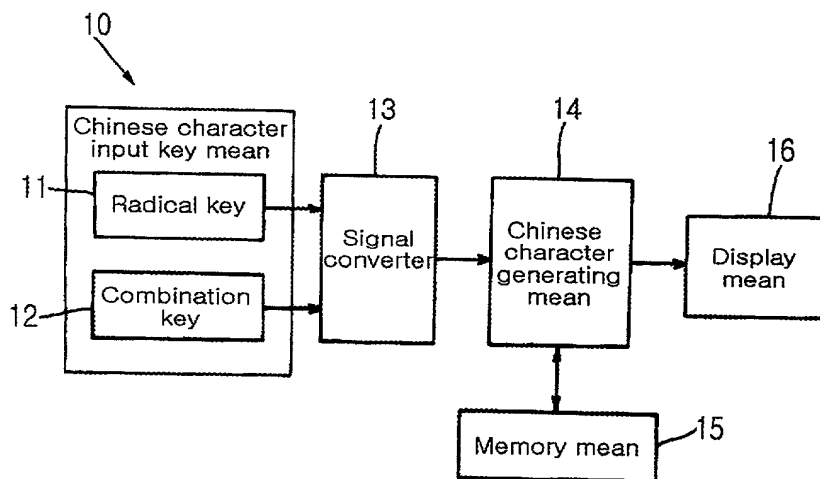 10
Chinese character
input key mean
11
Radical key
12
Combination
key
13
Signal
converter
14
Chinese
character
generating
mean
16
Display
mean
Memory mean
15